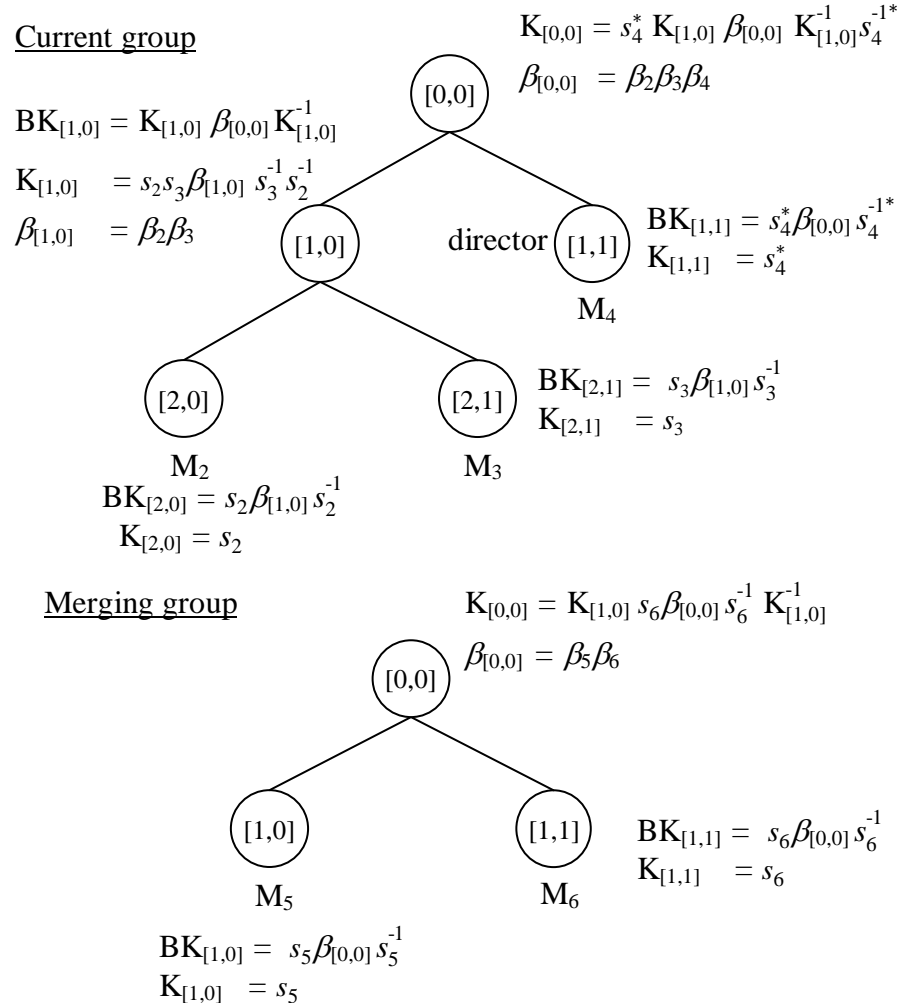 Current group
K[0,0] = s₄* K[1,0] β[0,0] K[1,0]⁻¹ s₄⁻¹*
β[0,0] = β₂β₃β₄
[0,0]
BK[1,0] = K[1,0] β[0,0] K[1,0]⁻¹
K[1,0] = s₂s₃β[1,0] s₃⁻¹ s₂⁻¹
β[1,0] = β₂β₃
[1,0]
director
[1,1]
BK[1,1] = s₄*β[0,0] s₄⁻¹*
K[1,1] = s₄*
M₄
[2,0]
[2,1]
BK[2,1] = s₃β[1,0] s₃⁻¹
K[2,1] = s₃
M₂
M₃
BK[2,0] = s₂β[1,0] s₂⁻¹
K[2,0] = s₂
Merging group
K[0,0] = K[1,0] s₆β[0,0] s₆⁻¹ K[1,0]⁻¹
β[0,0] = β₅β₆
[0,0]
[1,0]
[1,1]
BK[1,1] = s₆β[0,0] s₆⁻¹
K[1,1] = s₆
M₅
M₆
BK[1,0] = s₅β[0,0] s₅⁻¹
K[1,0] = s₅